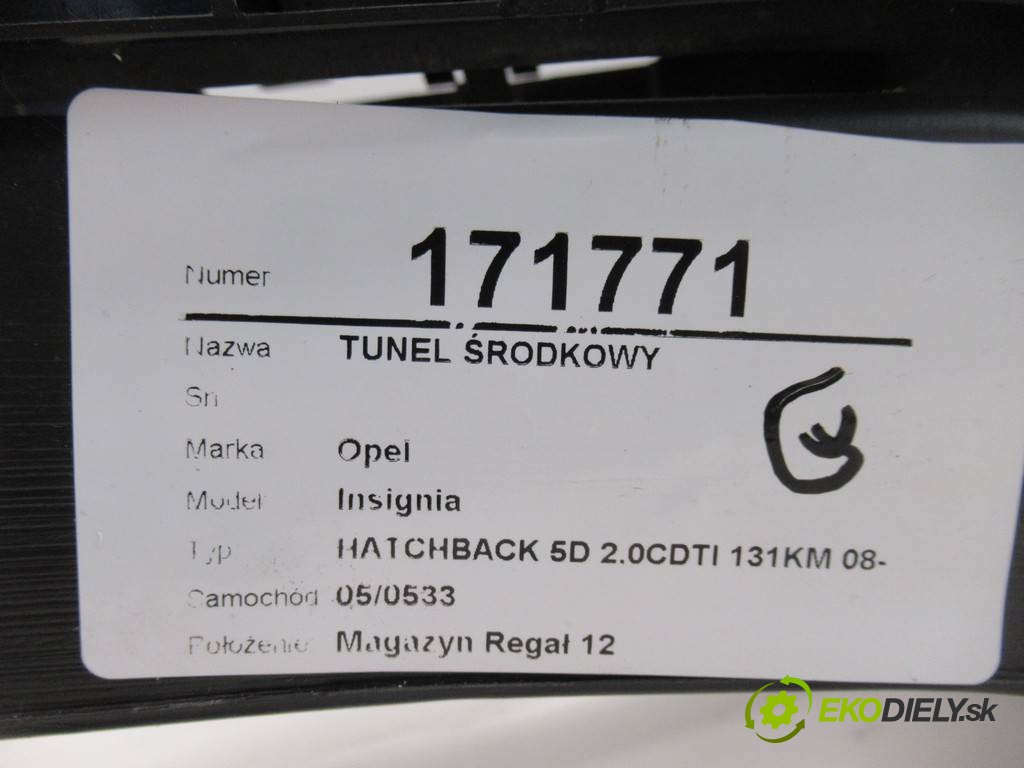 Numer 171771
Nazwa TUNEL ŚRODKOWY
Sn
Marka Opel
Model Insignia
Typ HATCHBACK 5D 2.0CDTI 131KM 08-
Samochód 05/0533
Położenie Magazyn Regał 12
EKODIELY.sk